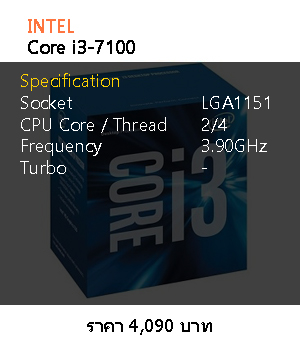 INTEL
Core i3-7100
Specification
Socket LGA1151
CPU Core / Thread 2/4
Frequency 3.90GHz
Turbo -
CORE i3
ราคา 4,090 บาท